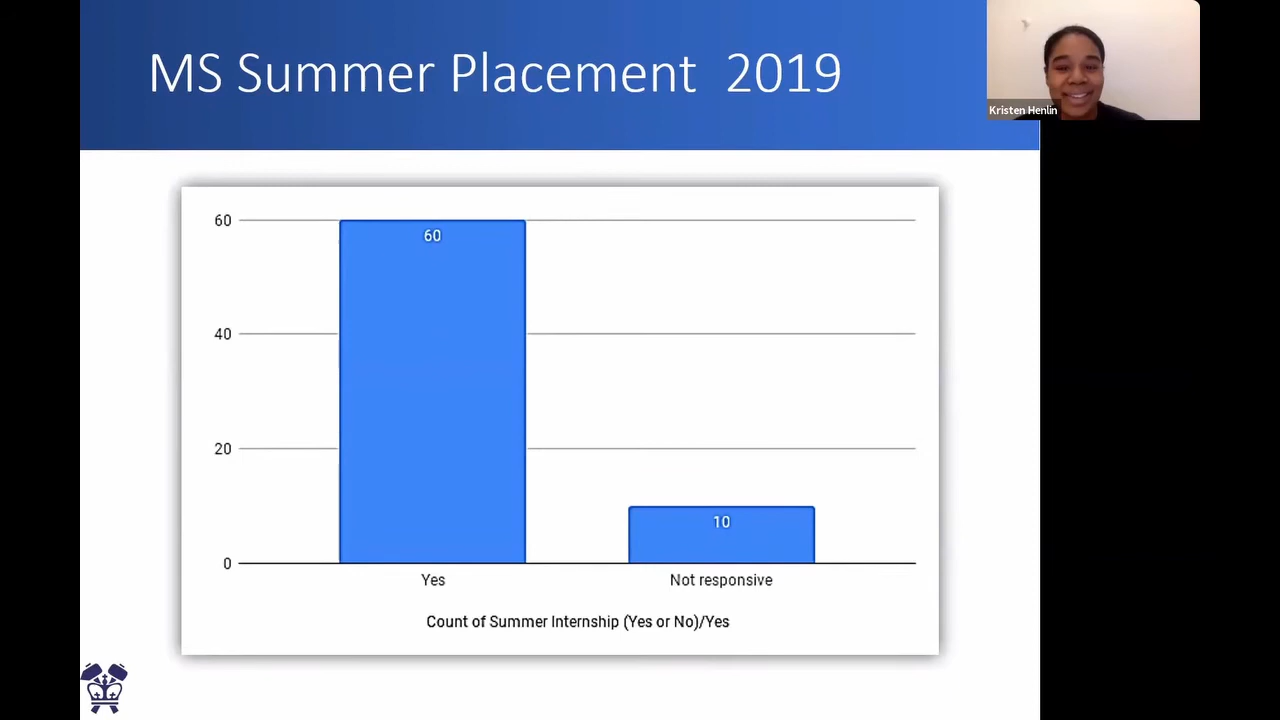 MS Summer Placement 2019
Kristen Henlin
60
60
40
20
10
0
Yes
Not responsive
Count of Summer Internship (Yes or No)/Yes